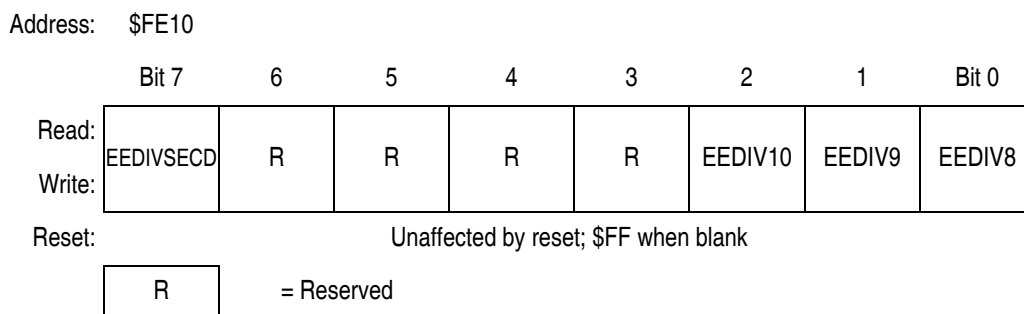 Address: $FE10
Bit 7 6 5 4 3 2 1 Bit 0
Read:
EEDIVSECD R R R R EEDIV10 EEDIV9 EEDIV8
Write:
Reset: Unaffected by reset; $FF when blank
R = Reserved